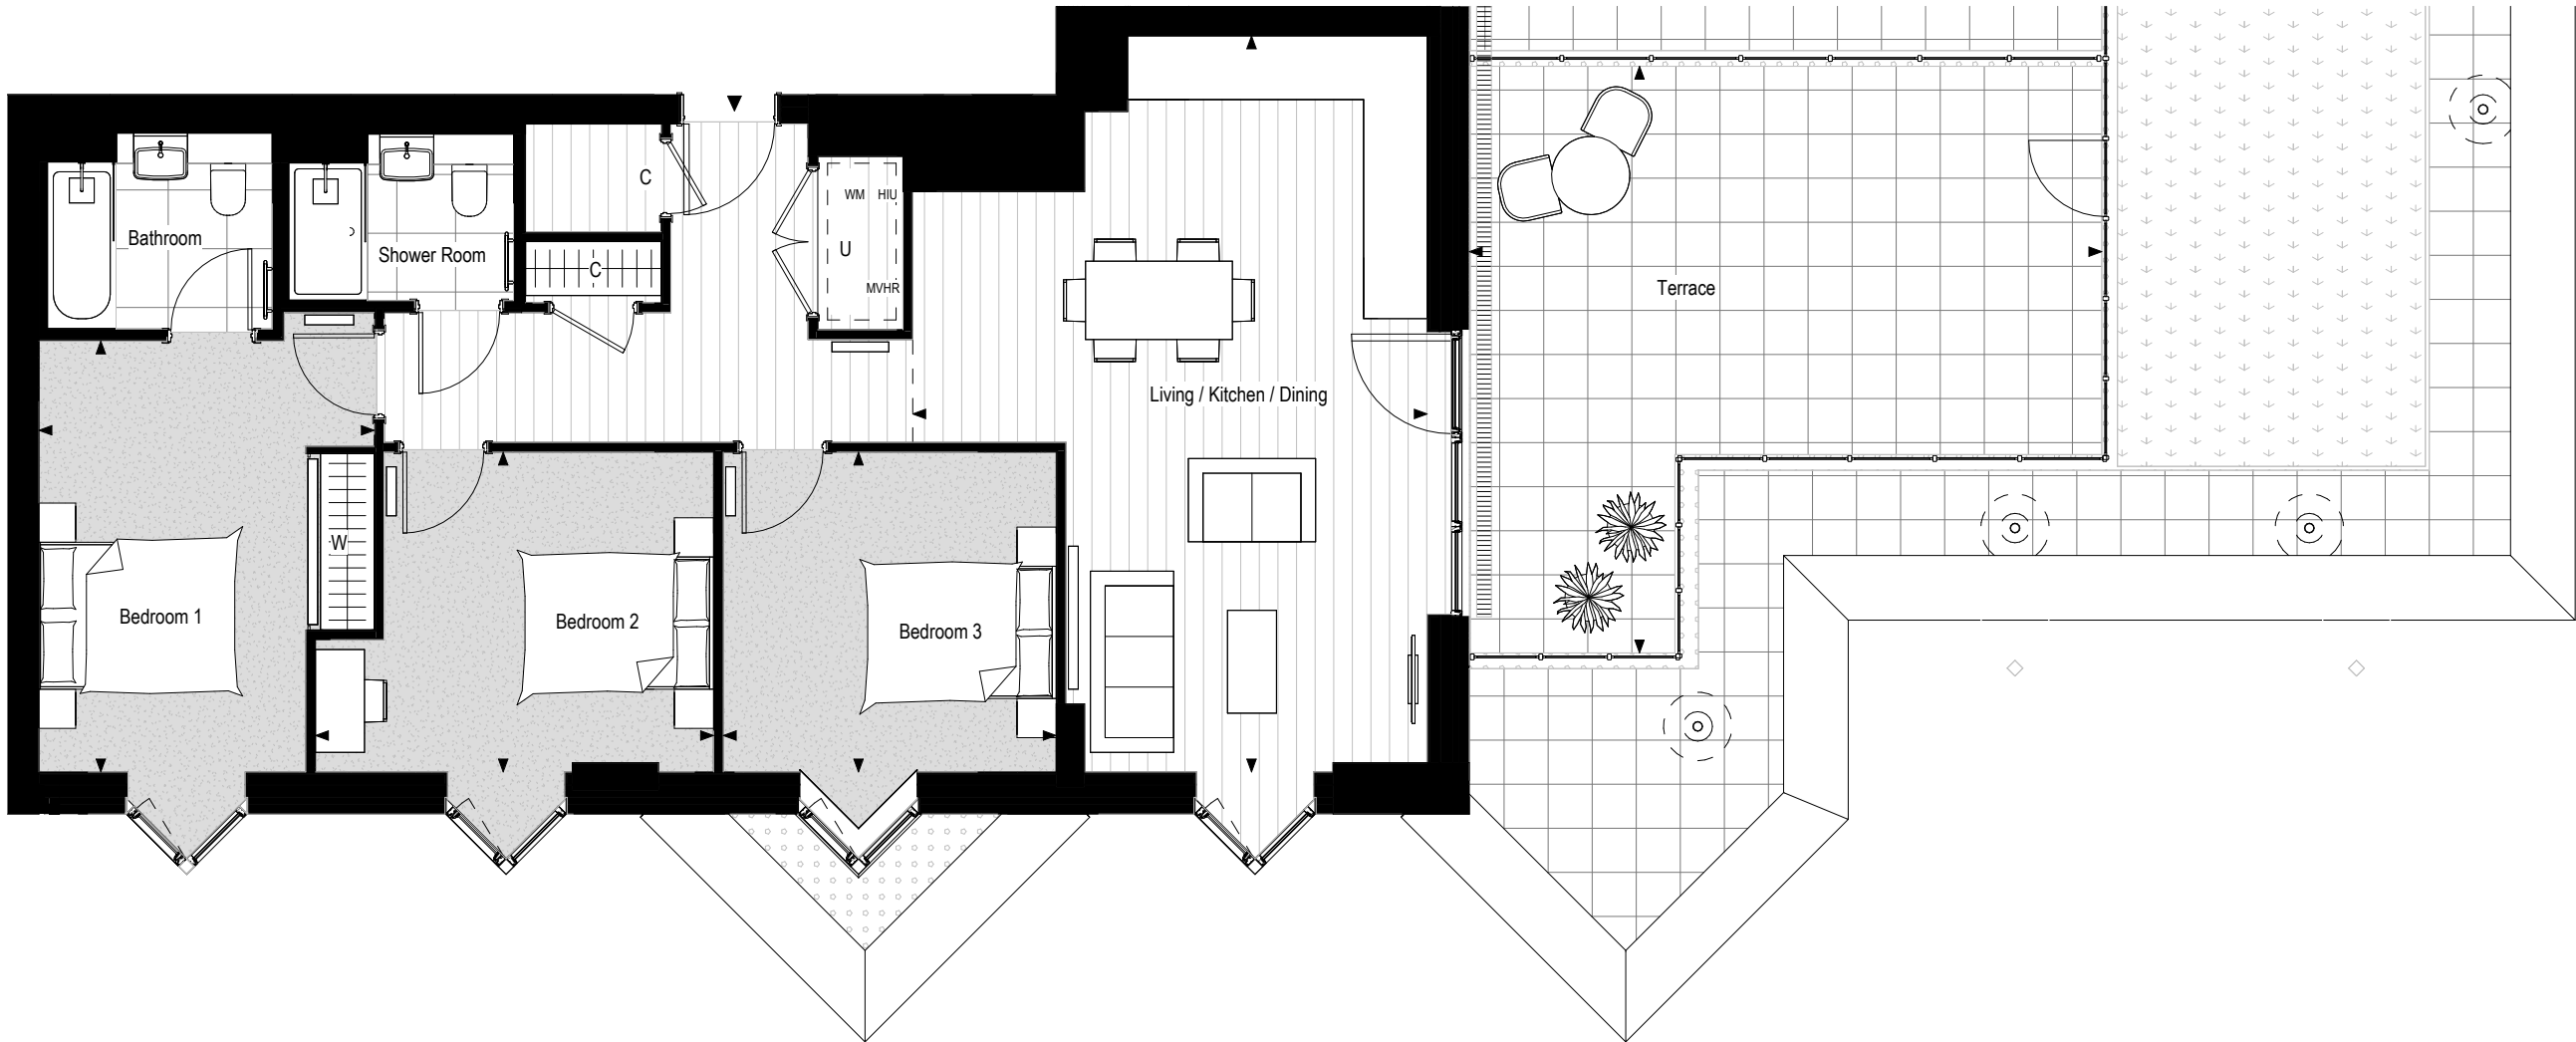 C
WM HIU
Bathroom
U
Shower Room
C
MVHR
Terrace
Living / Kitchen / Dining
W
Bedroom 1
Bedroom 2
Bedroom 3